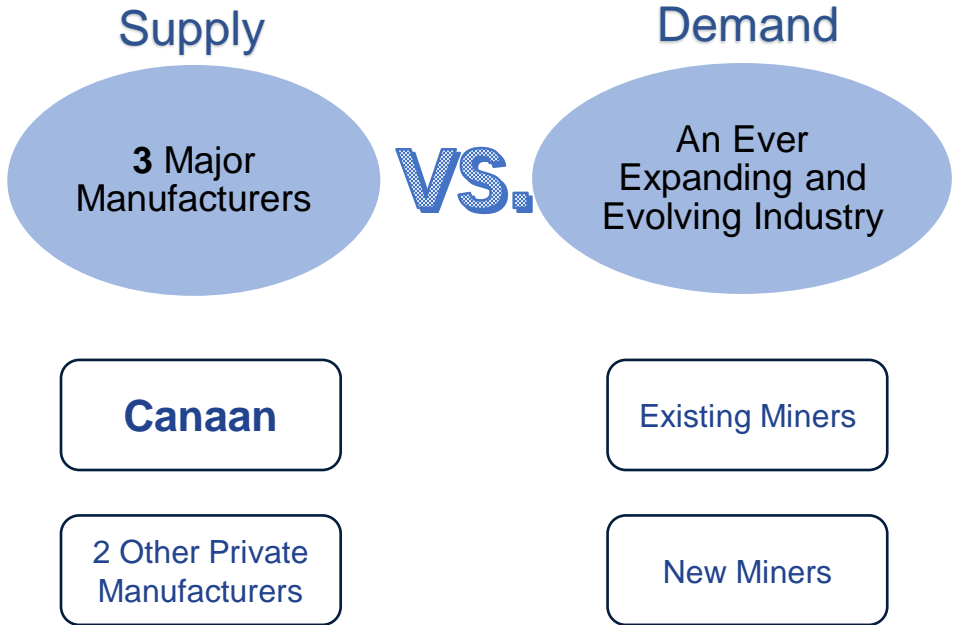 Supply
Demand
3 Major
Manufacturers
VS.
An Ever
Expanding and
Evolving Industry
Canaan
Existing Miners
2 Other Private
Manufacturers
New Miners